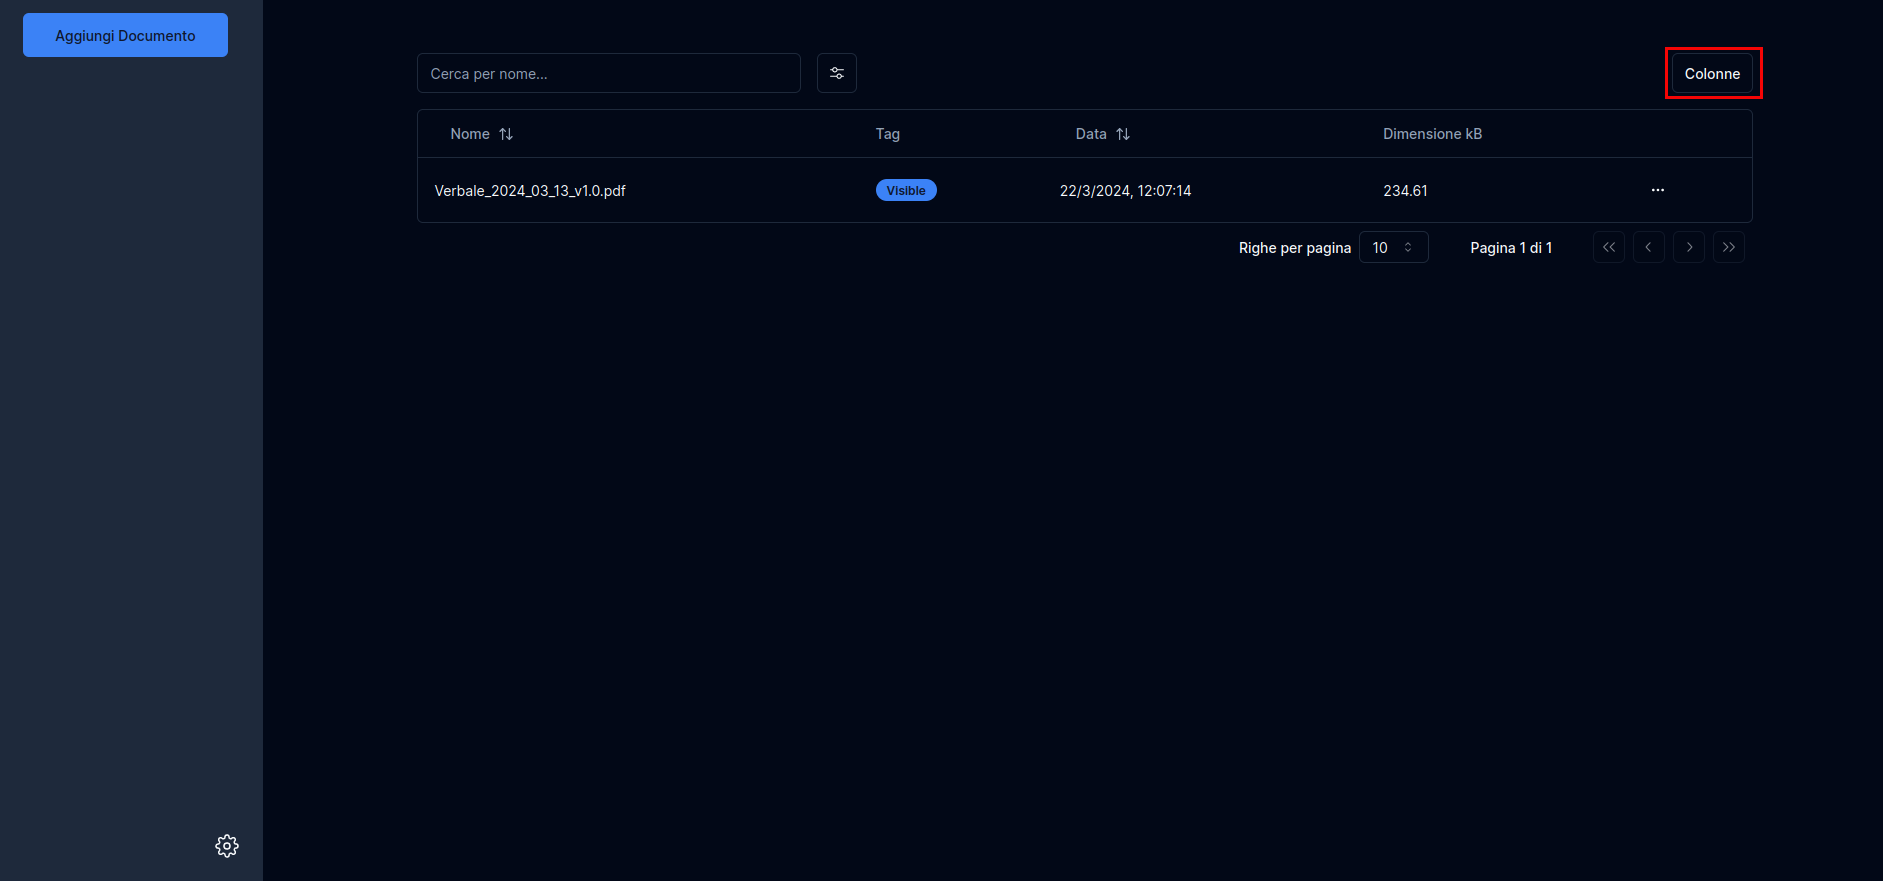 Aggiungi Documento
Cerca per nome...
Colonne
Nome Tag Data Dimensione kB
Verbale_2024_03_13_v1.0.pdf Visible 22/3/2024, 12:07:14 234.61 ...
Righe per pagina 10 Pagina 1 di 1